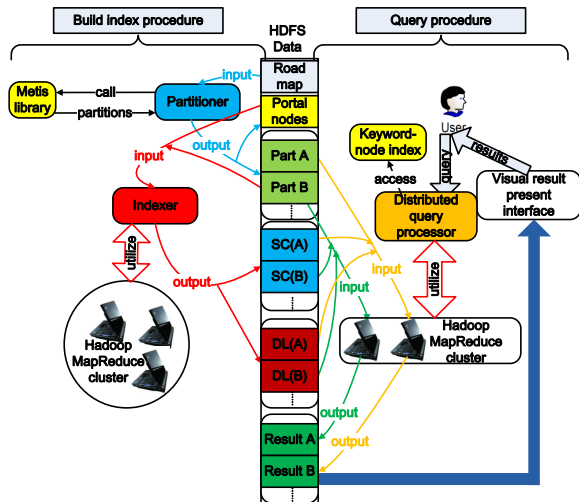 Build index procedure
HDFS
Data
Query procedure
Road
map
input
Metis
library
call
partitions
Partitioner
Portal
nodes
output
input
Part A
Part B
Keyword-
node index
User
query
results
access
Visual result
present
interface
Indexer
Distributed
query
processor
utilize
output
SC(A)
SC(B)
input
input
utilize
Hadoop
MapReduce
cluster
DL(A)
DL(B)
Hadoop
MapReduce
cluster
output
output
Result A
Result B